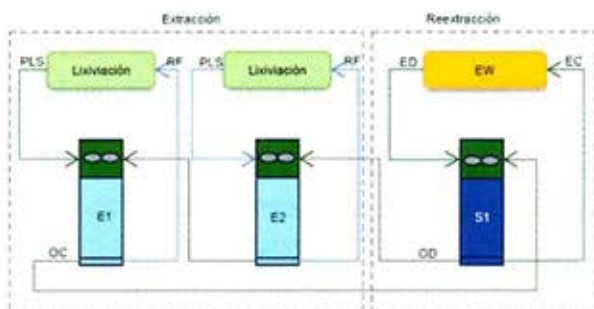 Extracción
Reextracción
PLS
Lixiviación
RF
PLS
Lixiviación
RF
ED
EW
EC
E1
E2
S1
OC
OD